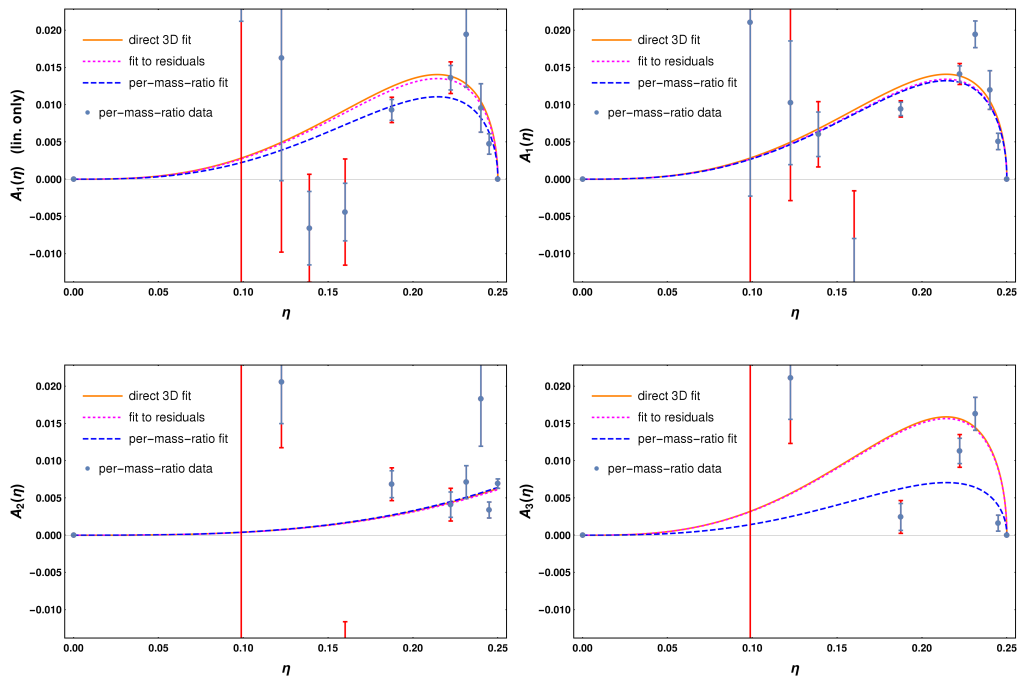 A₁(η) (lin. only)
0.020
0.015
0.010
0.005
0.000
−0.005
−0.010
direct 3D fit
fit to residuals
per−mass−ratio fit
per−mass−ratio data
0.00 0.05 0.10 0.15 0.20 0.25
η
A₁(η)
0.020
0.015
0.010
0.005
0.000
−0.005
−0.010
direct 3D fit
fit to residuals
per−mass−ratio fit
per−mass−ratio data
0.00 0.05 0.10 0.15 0.20 0.25
η
A₂(η)
0.020
0.015
0.010
0.005
0.000
−0.005
−0.010
direct 3D fit
fit to residuals
per−mass−ratio fit
per−mass−ratio data
0.00 0.05 0.10 0.15 0.20 0.25
η
A₃(η)
0.020
0.015
0.010
0.005
0.000
−0.005
−0.010
direct 3D fit
fit to residuals
per−mass−ratio fit
per−mass−ratio data
0.00 0.05 0.10 0.15 0.20 0.25
η